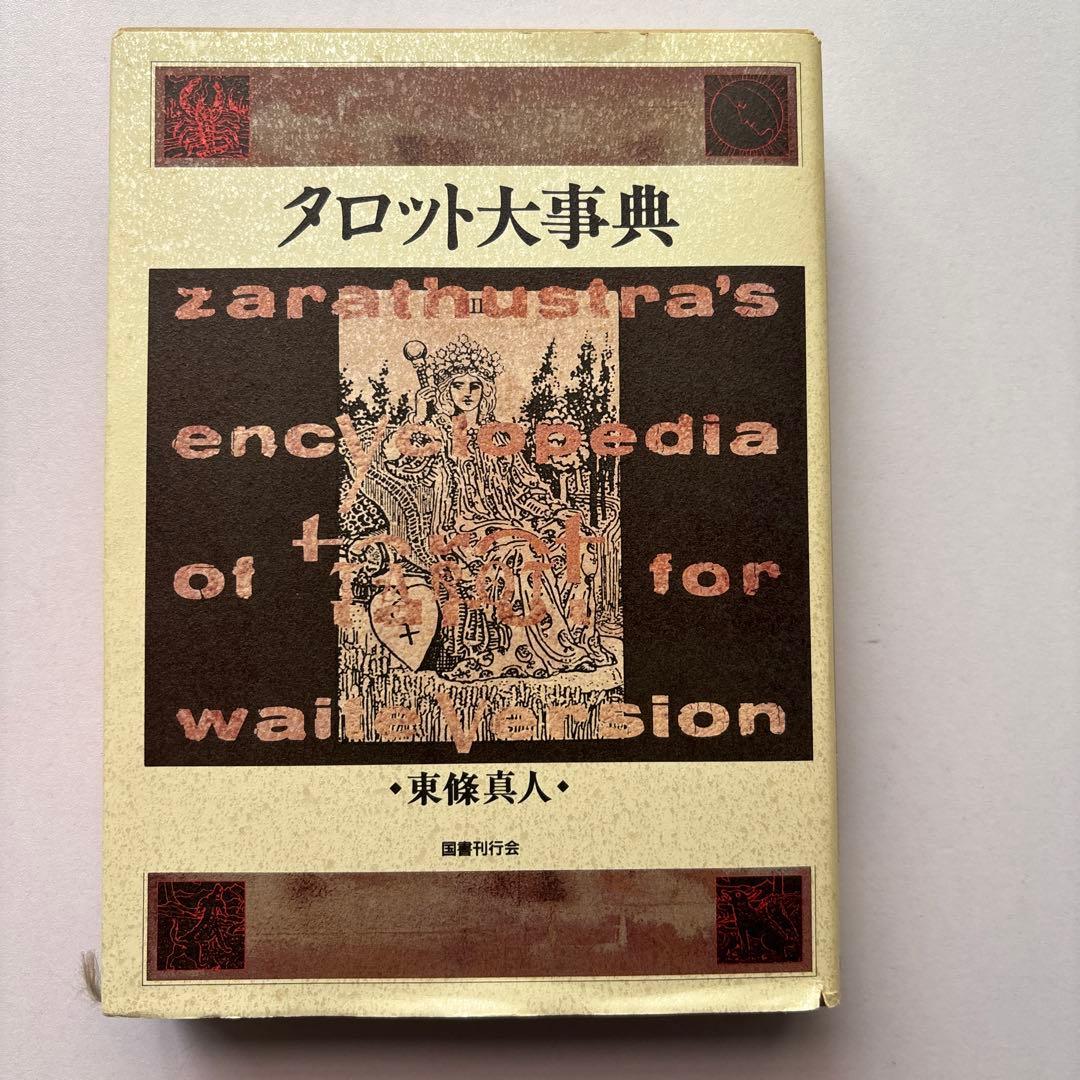 タロット大事典
zarathustra's
II
encyclopedia
of tarot for
waite version
◆東條真人◆
国書刊行会